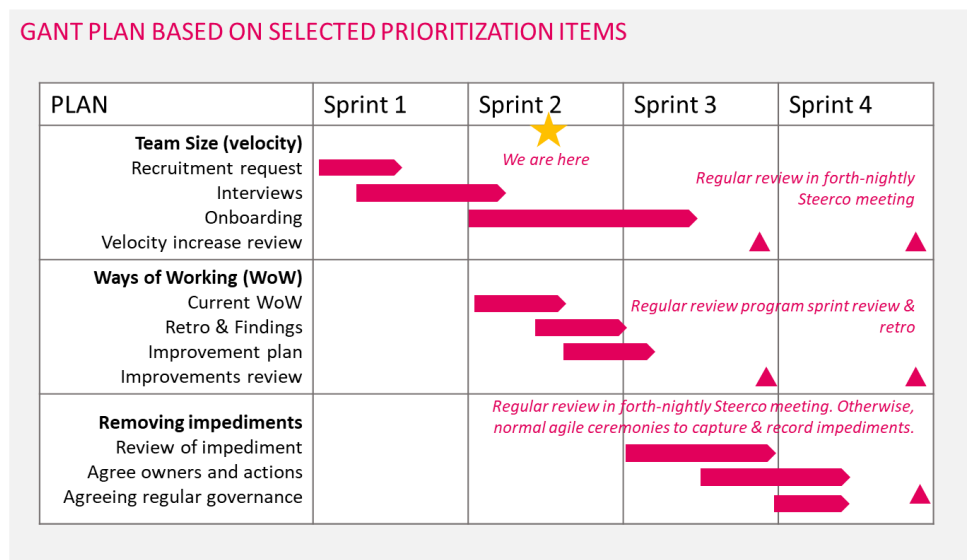 GANT PLAN BASED ON SELECTED PRIORITIZATION ITEMS
PLAN
Sprint 1
Sprint 2
Sprint 3
Sprint 4
Team Size (velocity)
Recruitment request
Interviews
Onboarding
Velocity increase review
We are here
Regular review in forth-nightly
Steerco meeting
Ways of Working (WoW)
Current WoW
Retro & Findings
Improvement plan
Improvements review
Regular review program sprint review &
retro
Removing impediments
Review of impediment
Agree owners and actions
Agreeing regular governance
Regular review in forth-nightly Steerco meeting. Otherwise,
normal agile ceremonies to capture & record impediments.